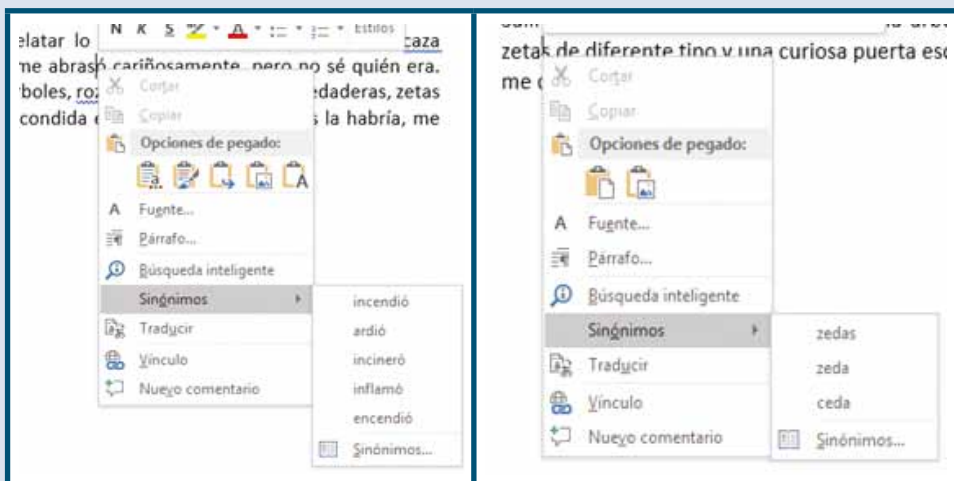 N K S A Estilos
elatar lo caza
me abrasó cariñosamente, pero no sé quién era.
boles, roz edaderas, zetas
condida s la habría, me
Cortar
Copiar
Opciones de pegado:
Fuente...
Párrafo...
Búsqueda inteligente
Sinónimos
Traducir
Vínculo
Nuevo comentario
incendió
ardió
incineró
inflamó
encendió
Sinónimos...
zetas de diferente tipo y una curiosa puerta esc
me
Cortar
Copiar
Opciones de pegado:
Fuente...
Párrafo...
Búsqueda inteligente
Sinónimos
Traducir
Vínculo
Nuevo comentario
zedas
zeda
ceda
Sinónimos...